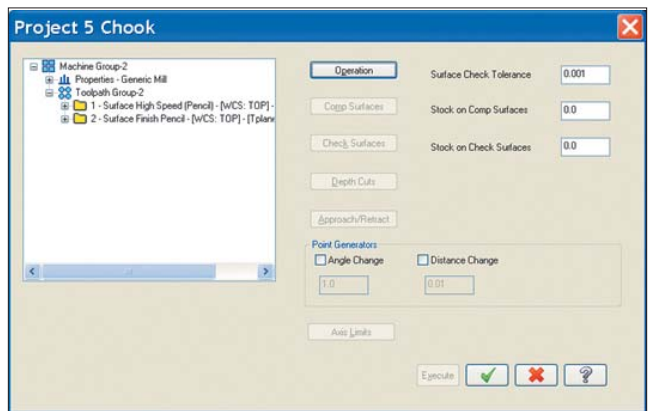 Project 5 Chook
Machine Group-2
Properties - Generic Mill
Toolpath Group-2
1 - Surface High Speed (Pencil) - [WCS: TOP] -
2 - Surface Finish Pencil - [WCS: TOP] - [Tplane
Operation
Comp Surfaces
Check Surfaces
Depth Cuts
Approach/Retract
Surface Check Tolerance 0.001
Stock on Comp Surfaces 0.0
Stock on Check Surfaces 0.0
Point Generators
Angle Change Distance Change
1.0 0.01
Axis Limits
Execute